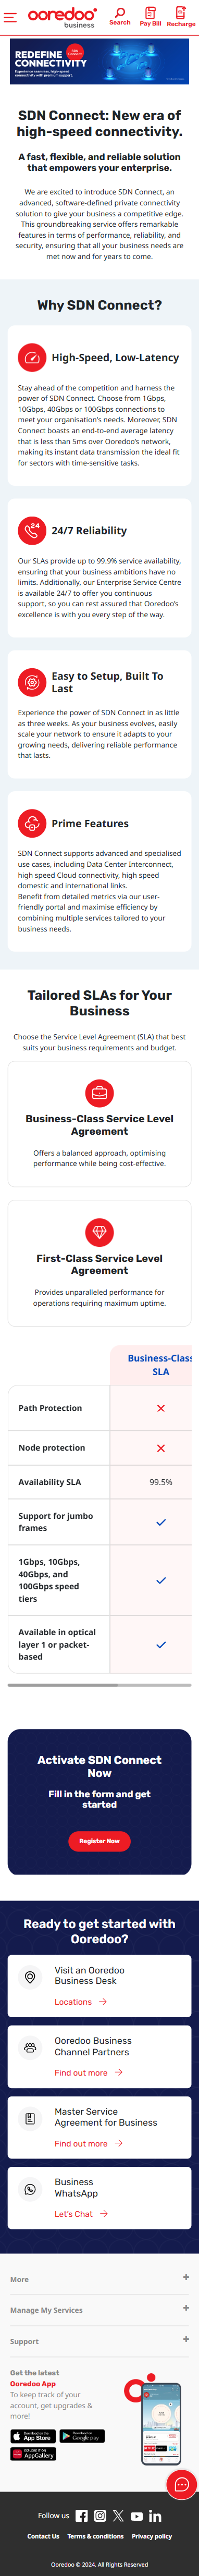 ooredoo
business
Search
Pay Bill
Recharge
REDEFINE
CONNECTIVITY
Experience seamless, high-speed
connectivity with premium support.
SDN Connect: New era of
high-speed connectivity.
A fast, flexible, and reliable solution
that empowers your enterprise.
We are excited to introduce SDN Connect, an
advanced, software-defined private connectivity
solution to give your business a competitive edge.
This groundbreaking service offers remarkable
features in terms of performance, reliability, and
security, ensuring that all your business needs are
met now and for years to come.
Why SDN Connect?
High-Speed, Low-Latency
Stay ahead of the competition and harness the
power of SDN Connect. Choose from 1Gbps,
10Gbps, 40Gbps or 100Gbps connections to
meet your organisation's needs. Moreover, SDN
Connect boasts an end-to-end average latency
that is less than 5ms over Ooredoo's network,
making its instant data transmission the ideal fit
for sectors with time-sensitive tasks.
24
24/7 Reliability
Our SLAs provide up to 99.9% service availability,
ensuring that your business ambitions have no
limits. Additionally, our Enterprise Service Centre
is available 24/7 to offer you continuous
support, so you can rest assured that Ooredoo's
excellence is with you every step of the way.
Easy to Setup, Built To
Last
Experience the power of SDN Connect in as little
as three weeks. As your business evolves, easily
scale your network to ensure it adapts to your
growing needs, delivering reliable performance
that lasts.
Prime Features
SDN Connect supports advanced and specialised
use cases, including Data Center Interconnect,
high speed Cloud connectivity, high speed
domestic and international links.
Benefit from detailed metrics via our user-
friendly portal and maximise efficiency by
combining multiple services tailored to your
business needs.
Tailored SLAs for Your
Business
Choose the Service Level Agreement (SLA) that best
suits your business requirements and budget.
Business-Class Service Level
Agreement
Offers a balanced approach, optimising
performance while being cost-effective.
First-Class Service Level
Agreement
Provides unparalleled performance for
operations requiring maximum uptime.
Business-Class
SLA
Path Protection
Node protection
Availability SLA 99.5%
Support for jumbo
frames
1Gbps, 10Gbps,
40Gbps, and
100Gbps speed
tiers
Available in optical
layer 1 or packet-
based
Activate SDN Connect
Now
Fill in the form and get
started
Register Now
Ready to get started with
Ooredoo?
Visit an Ooredoo
Business Desk
Locations
Ooredoo Business
Channel Partners
Find out more
Master Service
Agreement for Business
Find out more
Business
WhatsApp
Let's Chat
More
Manage My Services
Support
Get the latest
Ooredoo App
To keep track of your
account, get upgrades &
more!
App Store
Google play
AppGallery
Follow us
Contact Us Terms & conditions Privacy policy
Ooredoo © 2024. All Rights Reserved